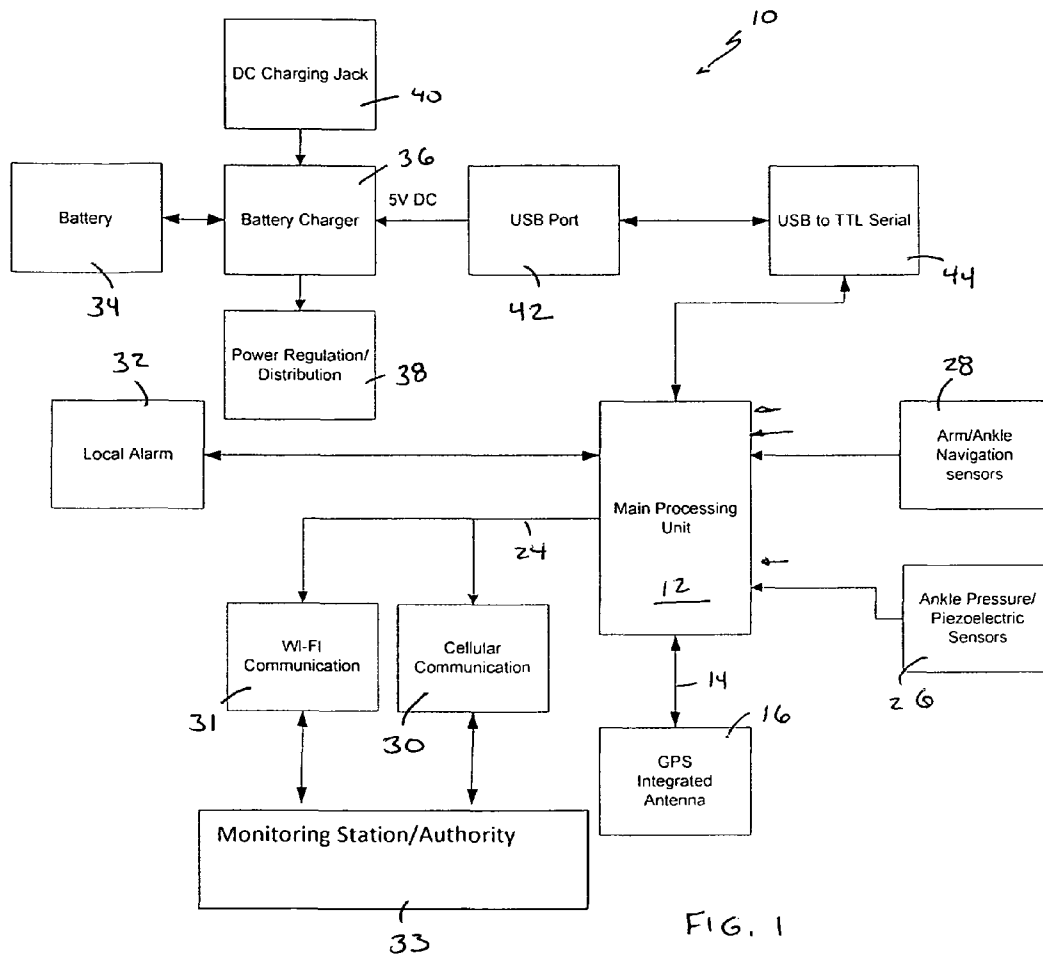 10
DC Charging Jack
40
36
Battery
34
Battery Charger
5V DC
USB Port
42
USB to TTL Serial
44
Power Regulation/
Distribution
38
32
Local Alarm
28
Arm/Ankle
Navigation
sensors
Main Processing
Unit
12
24
WI-FI
Communication
31
Cellular
Communication
30
Ankle Pressure/
Piezoelectric
Sensors
26
14
16
GPS
Integrated
Antenna
Monitoring Station/Authority
33
FIG. 1